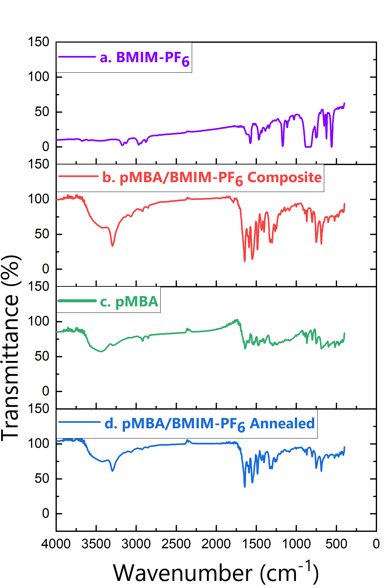 150
a. BMIM-PF6
100
50
0
150
b. pMBA/BMIM-PF6 Composite
100
50
0
150
c. pMBA
100
50
0
150
d. pMBA/BMIM-PF6 Annealed
100
50
0
4000 3500 3000 2500 2000 1500 1000 500 0
Wavenumber (cm-1)
Transmittance (%)